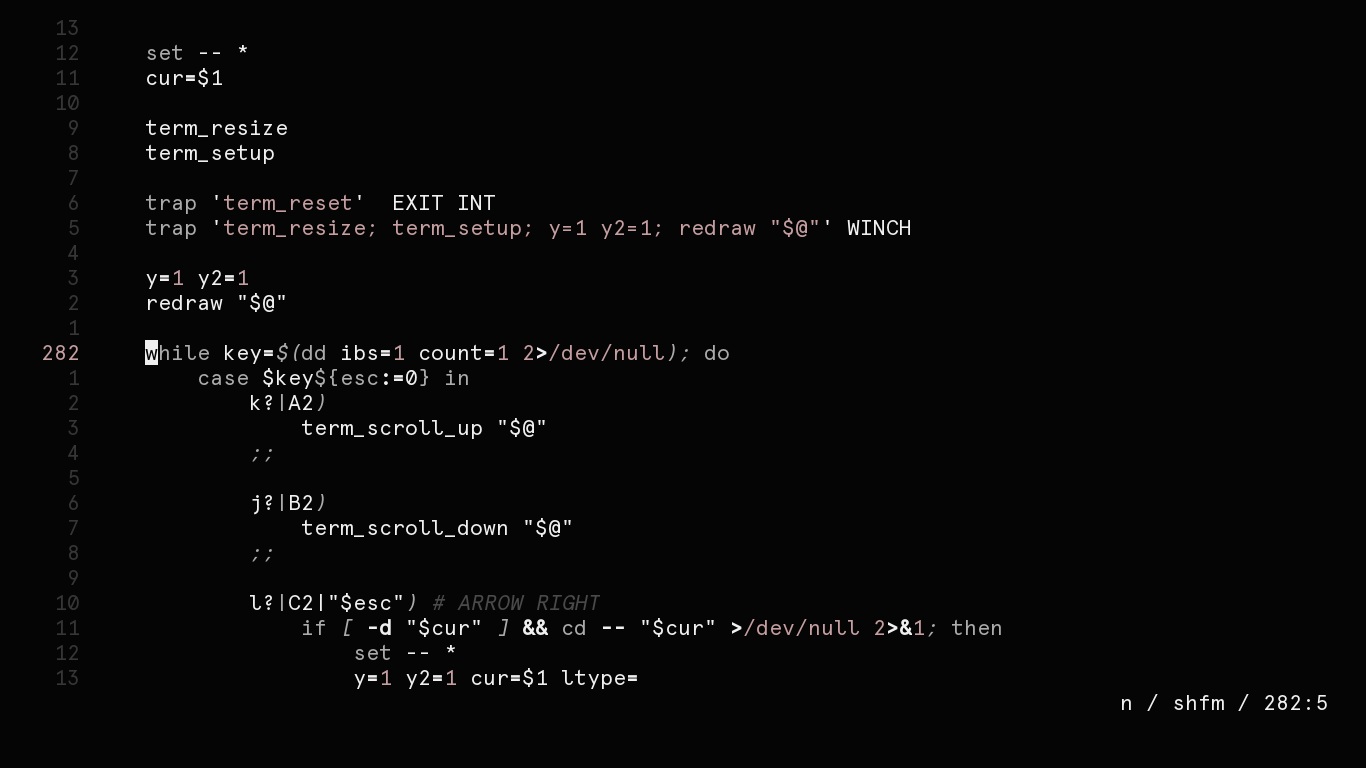 13
12 set -- *
11 cur=$1
10
9 term_resize
8 term_setup
7
6 trap 'term_reset'  EXIT INT
5 trap 'term_resize; term_setup; y=1 y2=1; redraw "$@"' WINCH
4
3 y=1 y2=1
2 redraw "$@"
1
282 while key=$(dd ibs=1 count=1 2>/dev/null); do
1     case $key${esc:=0} in
2         k?|A2)
3             term_scroll_up "$@"
4         ;;
5
6         j?|B2)
7             term_scroll_down "$@"
8         ;;
9
10         l?|C2|"$esc") # ARROW RIGHT
11             if [ -d "$cur" ] && cd -- "$cur" >/dev/null 2>&1; then
12                 set -- *
13                 y=1 y2=1 cur=$1 ltype=
n / shfm / 282:5